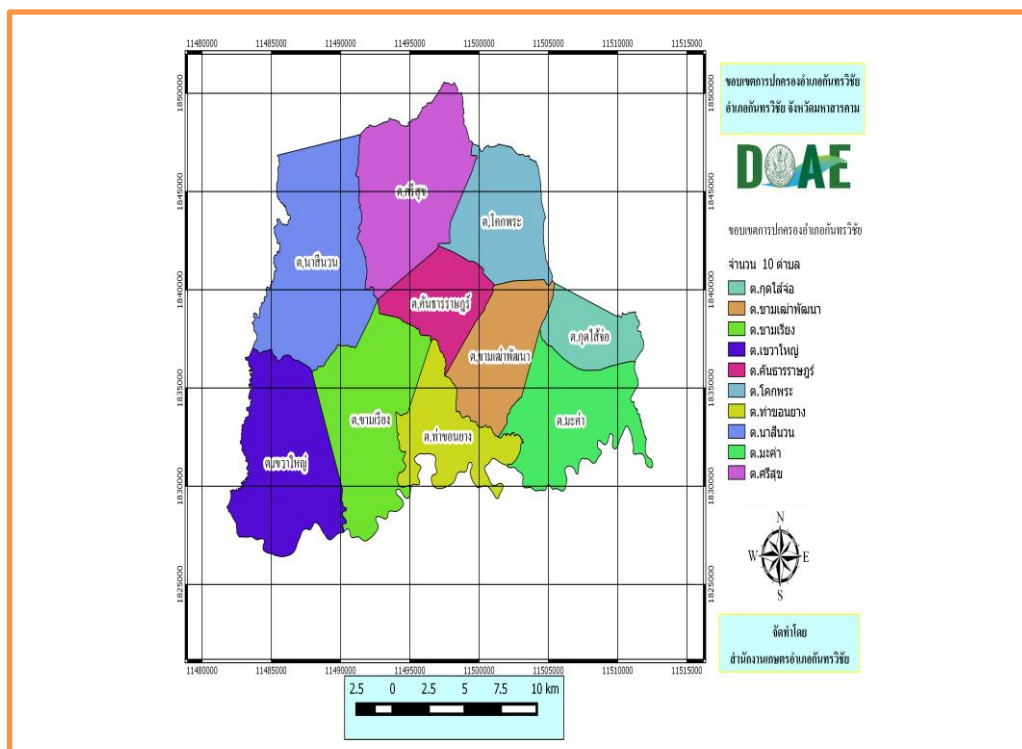 11480000 11485000 11490000 11495000 11500000 11505000 11510000 11515000
ขอบเขตการปกครองอำเภอกันทรวิชัย
อำเภอกันทรวิชัย จังหวัดมหาสารคาม
DOAE
ขอบเขตการปกครองอำเภอกันทรวิชัย
จำนวน 10 ตำบล
ต.กุดใส้จ่อ
ต.ขามเฒ่าพัฒนา
ต.ขามเรียง
ต.เขวาใหญ่
ต.คันธารราษฎร์
ต.โคกพระ
ต.ท่าขอนยาง
ต.นาสีนวน
ต.มะค่า
ต.ศรีสุข
1850000 1850000
1845000 1845000
1840000 1840000
1835000 1835000
1830000 1830000
1825000 1825000
ต.ศรีสุข
ต.โคกพระ
ต.นาสีนวน
ต.คันธารราษฎร์
ต.กุดใส้จ่อ
ต.ขามเฒ่าพัฒนา
ต.ขามเรียง
ต.มะค่า
ต.ท่าขอนยาง
ต.เขวาใหญ่
N
W E
S
จัดทำโดย
สำนักงานเกษตรอำเภอกันทรวิชัย
11480000 11485000 11490000 11495000 11500000 11505000 11510000 11515000
2.5 0 2.5 5 7.5 10 km